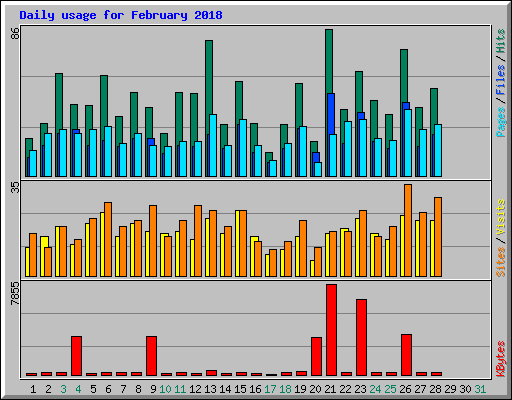 Daily usage for February 2018
86
Pages / Files / Hits
35
Sites / Visits
7855
KBytes
1 2 3 4 5 6 7 8 9 10 11 12 13 14 15 16 17 18 19 20 21 22 23 24 25 26 27 28 29 30 31